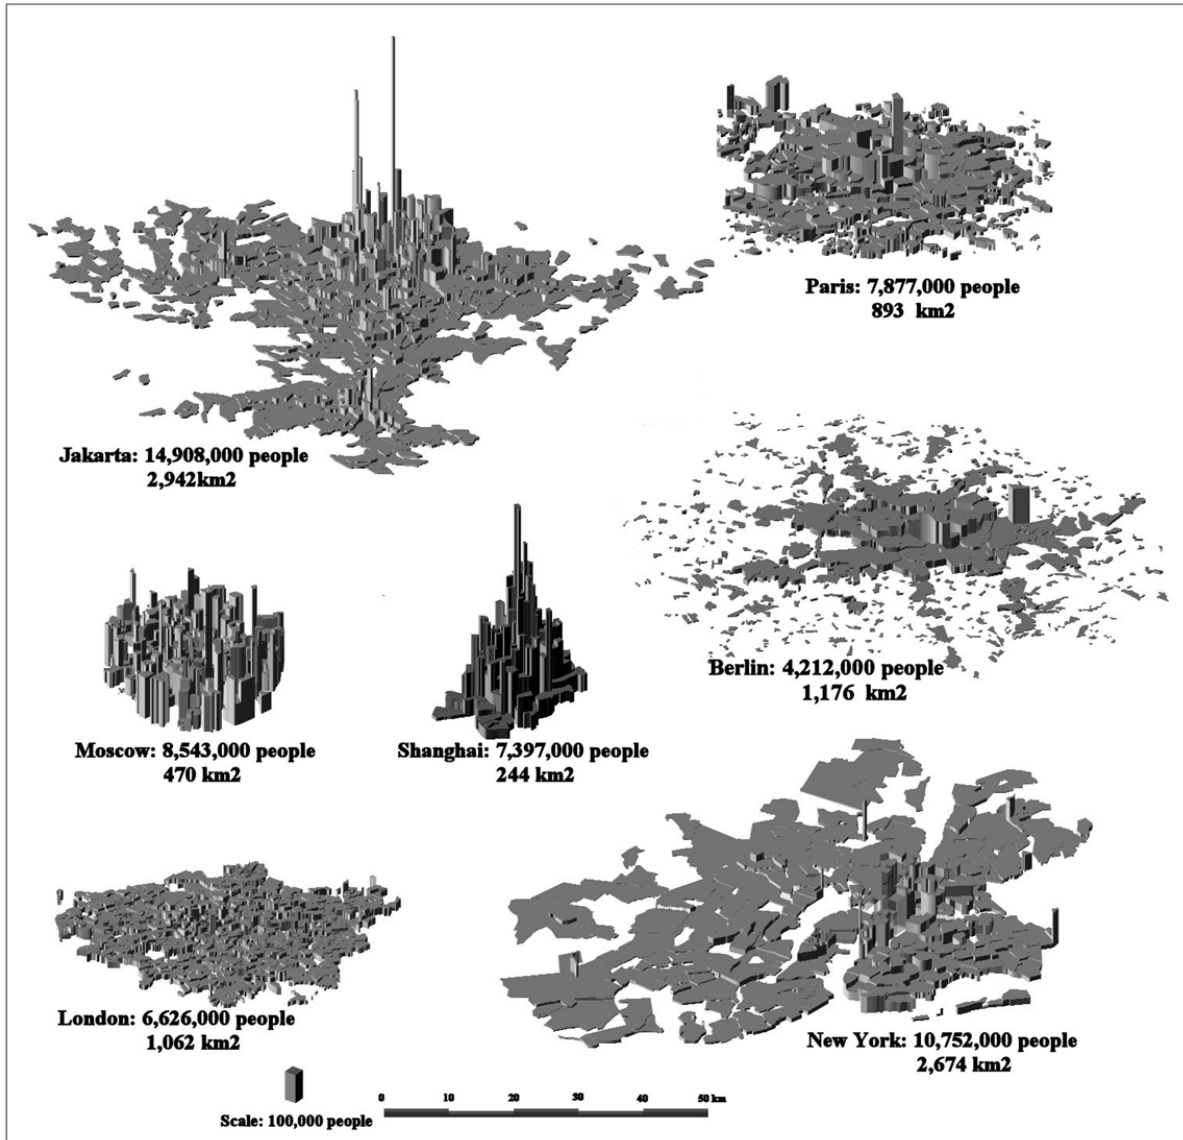 Paris: 7,877,000 people
893 km2
Jakarta: 14,908,000 people
2,942km2
Berlin: 4,212,000 people
1,176 km2
Moscow: 8,543,000 people
470 km2
Shanghai: 7,397,000 people
244 km2
London: 6,626,000 people
1,062 km2
New York: 10,752,000 people
2,674 km2
Scale: 100,000 people
0 10 20 30 40 50 km